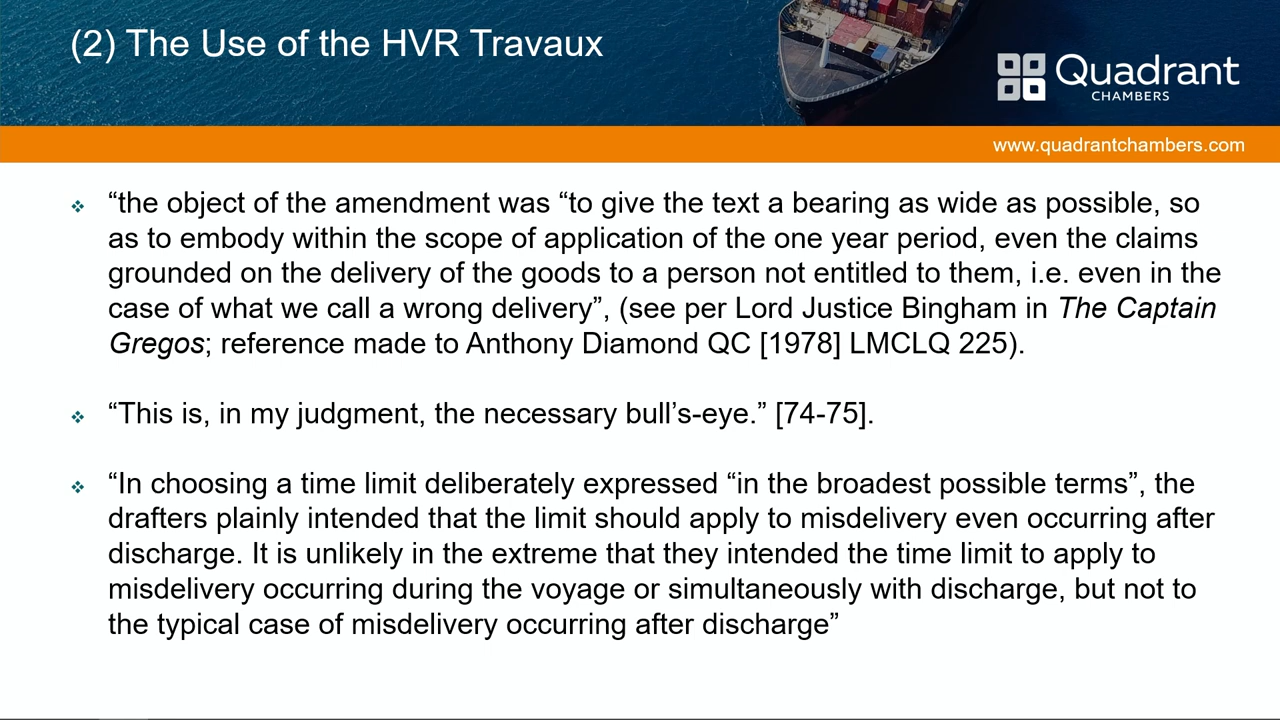 (2) The Use of the HVR Travaux
Quadrant
CHAMBERS
www.quadrantchambers.com
“the object of the amendment was “to give the text a bearing as wide as possible, so
as to embody within the scope of application of the one year period, even the claims
grounded on the delivery of the goods to a person not entitled to them, i.e. even in the
case of what we call a wrong delivery”, (see per Lord Justice Bingham in The Captain
Gregos; reference made to Anthony Diamond QC [1978] LMCLQ 225).
“This is, in my judgment, the necessary bull’s-eye.” [74-75].
“In choosing a time limit deliberately expressed “in the broadest possible terms”, the
drafters plainly intended that the limit should apply to misdelivery even occurring after
discharge. It is unlikely in the extreme that they intended the time limit to apply to
misdelivery occurring during the voyage or simultaneously with discharge, but not to
the typical case of misdelivery occurring after discharge”